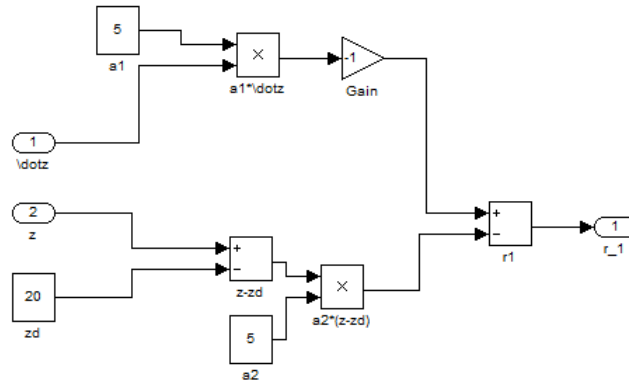 5
a1
×
a1*\dotz
-1
Gain
1
\dotz
2
z
+
−
z-zd
20
zd
×
a2*(z-zd)
5
a2
+
−
r1
1
r_1